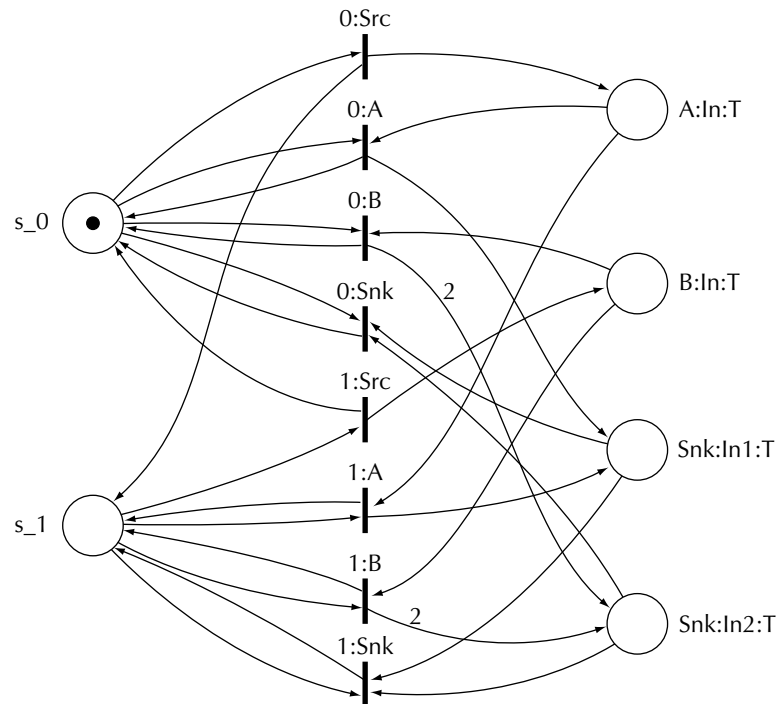 0:Src
0:A
A:In:T
0:B
s_0
B:In:T
2
0:Snk
1:Src
Snk:In1:T
1:A
s_1
1:B
2
Snk:In2:T
1:Snk